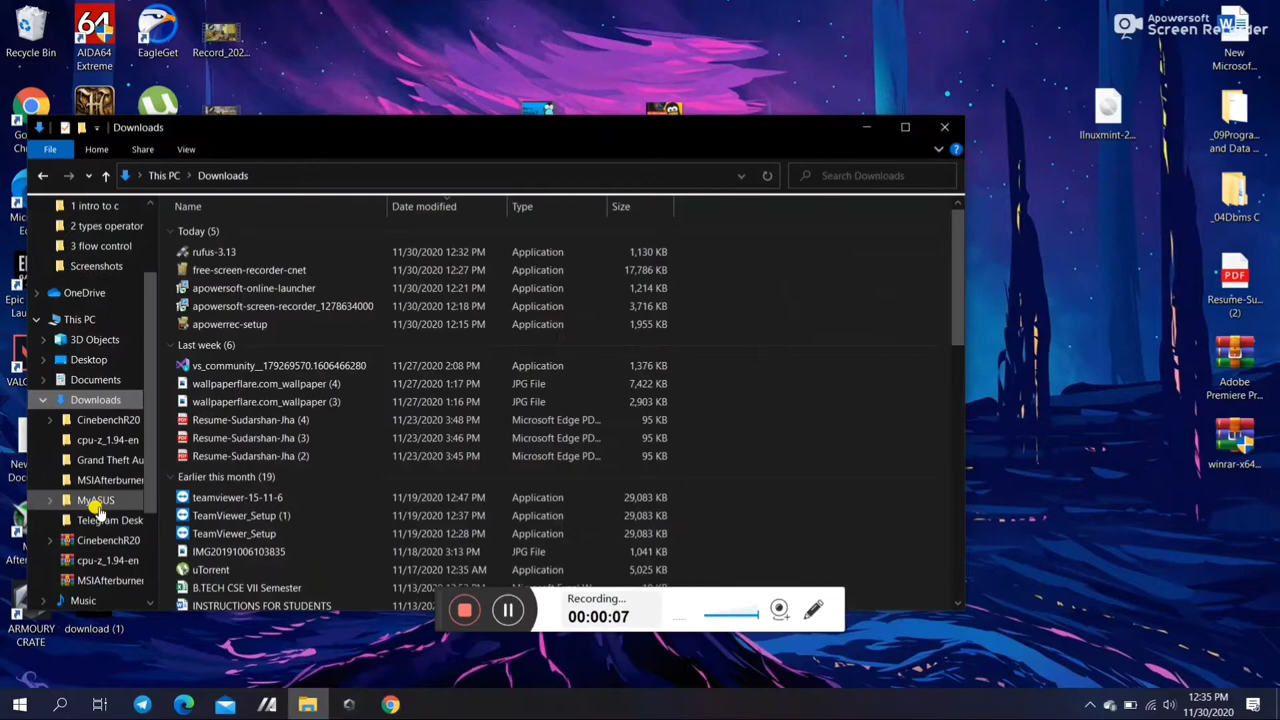 Recycle Bin
AIDA64
Extreme
64
EagleGet
Record_202...
Apowersoft
Screen Recorder
New
Microsof...
Downloads
File
Home
Share
View
This PC
Downloads
Search Downloads
1 intro to c
2 types operator
3 flow control
Screenshots
OneDrive
This PC
3D Objects
Desktop
Documents
Downloads
CinebenchR20
cpu-z_1.94-en
Grand Theft Au
MSIAfterburner
MyASUS
Telegram Desk
CinebenchR20
cpu-z_1.94-en
MSIAfterburner
Music
Name Date modified Type Size
Today (5)
rufus-3.13 11/30/2020 12:32 PM Application 1,130 KB
free-screen-recorder-cnet 11/30/2020 12:27 PM Application 17,786 KB
apowersoft-online-launcher 11/30/2020 12:21 PM Application 1,214 KB
apowersoft-screen-recorder_1278634000 11/30/2020 12:18 PM Application 3,716 KB
apowerrec-setup 11/30/2020 12:15 PM Application 1,955 KB
Last week (6)
vs_community__179269570.1606466280 11/27/2020 2:08 PM Application 1,376 KB
wallpaperflare.com_wallpaper (4) 11/27/2020 1:17 PM JPG File 7,422 KB
wallpaperflare.com_wallpaper (3) 11/27/2020 1:16 PM JPG File 2,903 KB
Resume-Sudarshan-Jha (4) 11/23/2020 3:48 PM Microsoft Edge PD... 95 KB
Resume-Sudarshan-Jha (3) 11/23/2020 3:46 PM Microsoft Edge PD... 95 KB
Resume-Sudarshan-Jha (2) 11/23/2020 3:45 PM Microsoft Edge PD... 95 KB
Earlier this month (19)
teamviewer-15-11-6 11/19/2020 12:47 PM Application 29,083 KB
TeamViewer_Setup (1) 11/19/2020 12:37 PM Application 29,083 KB
TeamViewer_Setup 11/19/2020 12:28 PM Application 29,083 KB
IMG20191006103835 11/18/2020 3:13 PM JPG File 1,041 KB
uTorrent 11/17/2020 12:35 AM Application 5,025 KB
B.TECH CSE VII Semester
INSTRUCTIONS FOR STUDENTS
Recording...
00:00:07
_09Progra...
and Data ...
_04Dbms C
PDF
Resume-Su...
(2)
Adobe
Premiere Pr...
winrar-x64...
ARMOURY
CRATE
download (1)
12:35 PM
11/30/2020